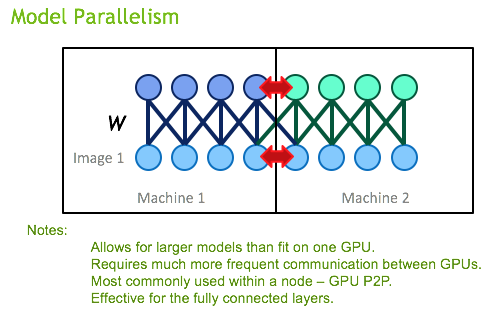 Model Parallelism
W
Image 1
Machine 1
Machine 2
Notes:
Allows for larger models than fit on one GPU.
Requires much more frequent communication between GPUs.
Most commonly used within a node – GPU P2P.
Effective for the fully connected layers.